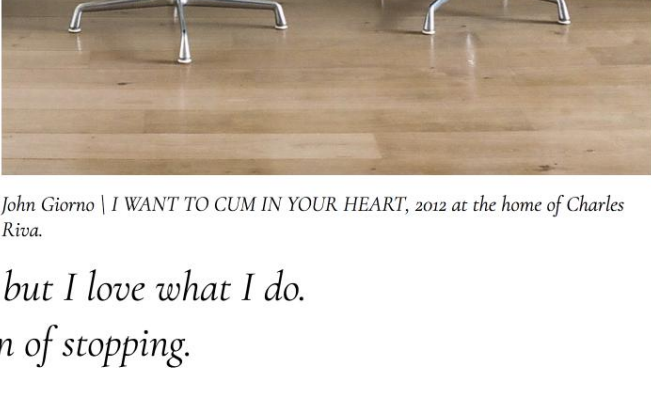 John Giorno | I WANT TO CUM IN YOUR HEART, 2012 at the home of Charles
Riva.
but I love what I do.
n of stopping.